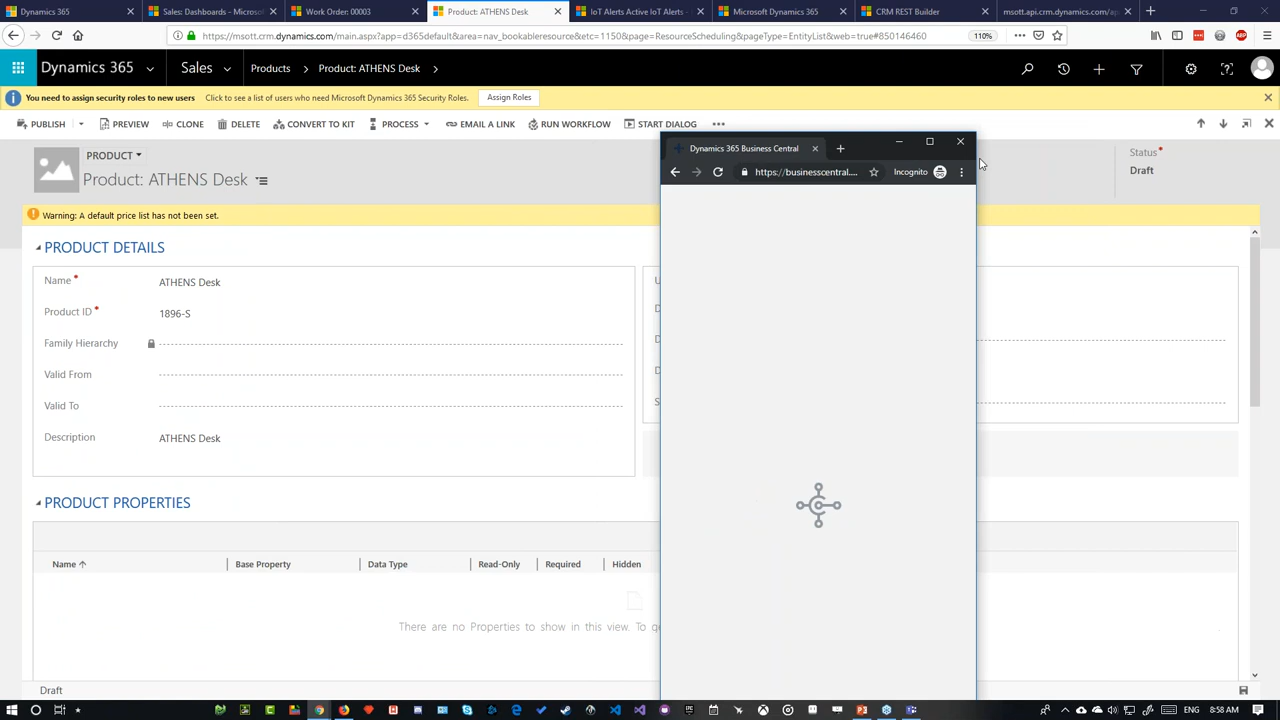 Dynamics 365
Sales: Dashboards - Microsof
Work Order: 00003
Product: ATHENS Desk
IoT Alerts Active IoT Alerts -
Microsoft Dynamics 365
CRM REST Builder
msott.api.crm.dynamics.com/ap
https://msott.crm.dynamics.com/main.aspx?app=d365default&area=nav_bookableresource&etc=1150&page=ResourceScheduling&pageType=EntityList&web=true#850146460
110%
Dynamics 365
Sales
Products
Product: ATHENS Desk
You need to assign security roles to new users
Click to see a list of users who need Microsoft Dynamics 365 Security Roles.
Assign Roles
PUBLISH
PREVIEW
CLONE
DELETE
CONVERT TO KIT
PROCESS
EMAIL A LINK
RUN WORKFLOW
START DIALOG
PRODUCT
Product: ATHENS Desk
Status*
Draft
Dynamics 365 Business Central
https://businesscentral....
Incognito
Warning: A default price list has not been set.
PRODUCT DETAILS
Name*
ATHENS Desk
Product ID*
1896-S
Family Hierarchy
Valid From
Valid To
Description
ATHENS Desk
U
D
D
D
S
PRODUCT PROPERTIES
Name
Base Property
Data Type
Read-Only
Required
Hidden
There are no Properties to show in this view. To g
Draft
ENG
8:58 AM